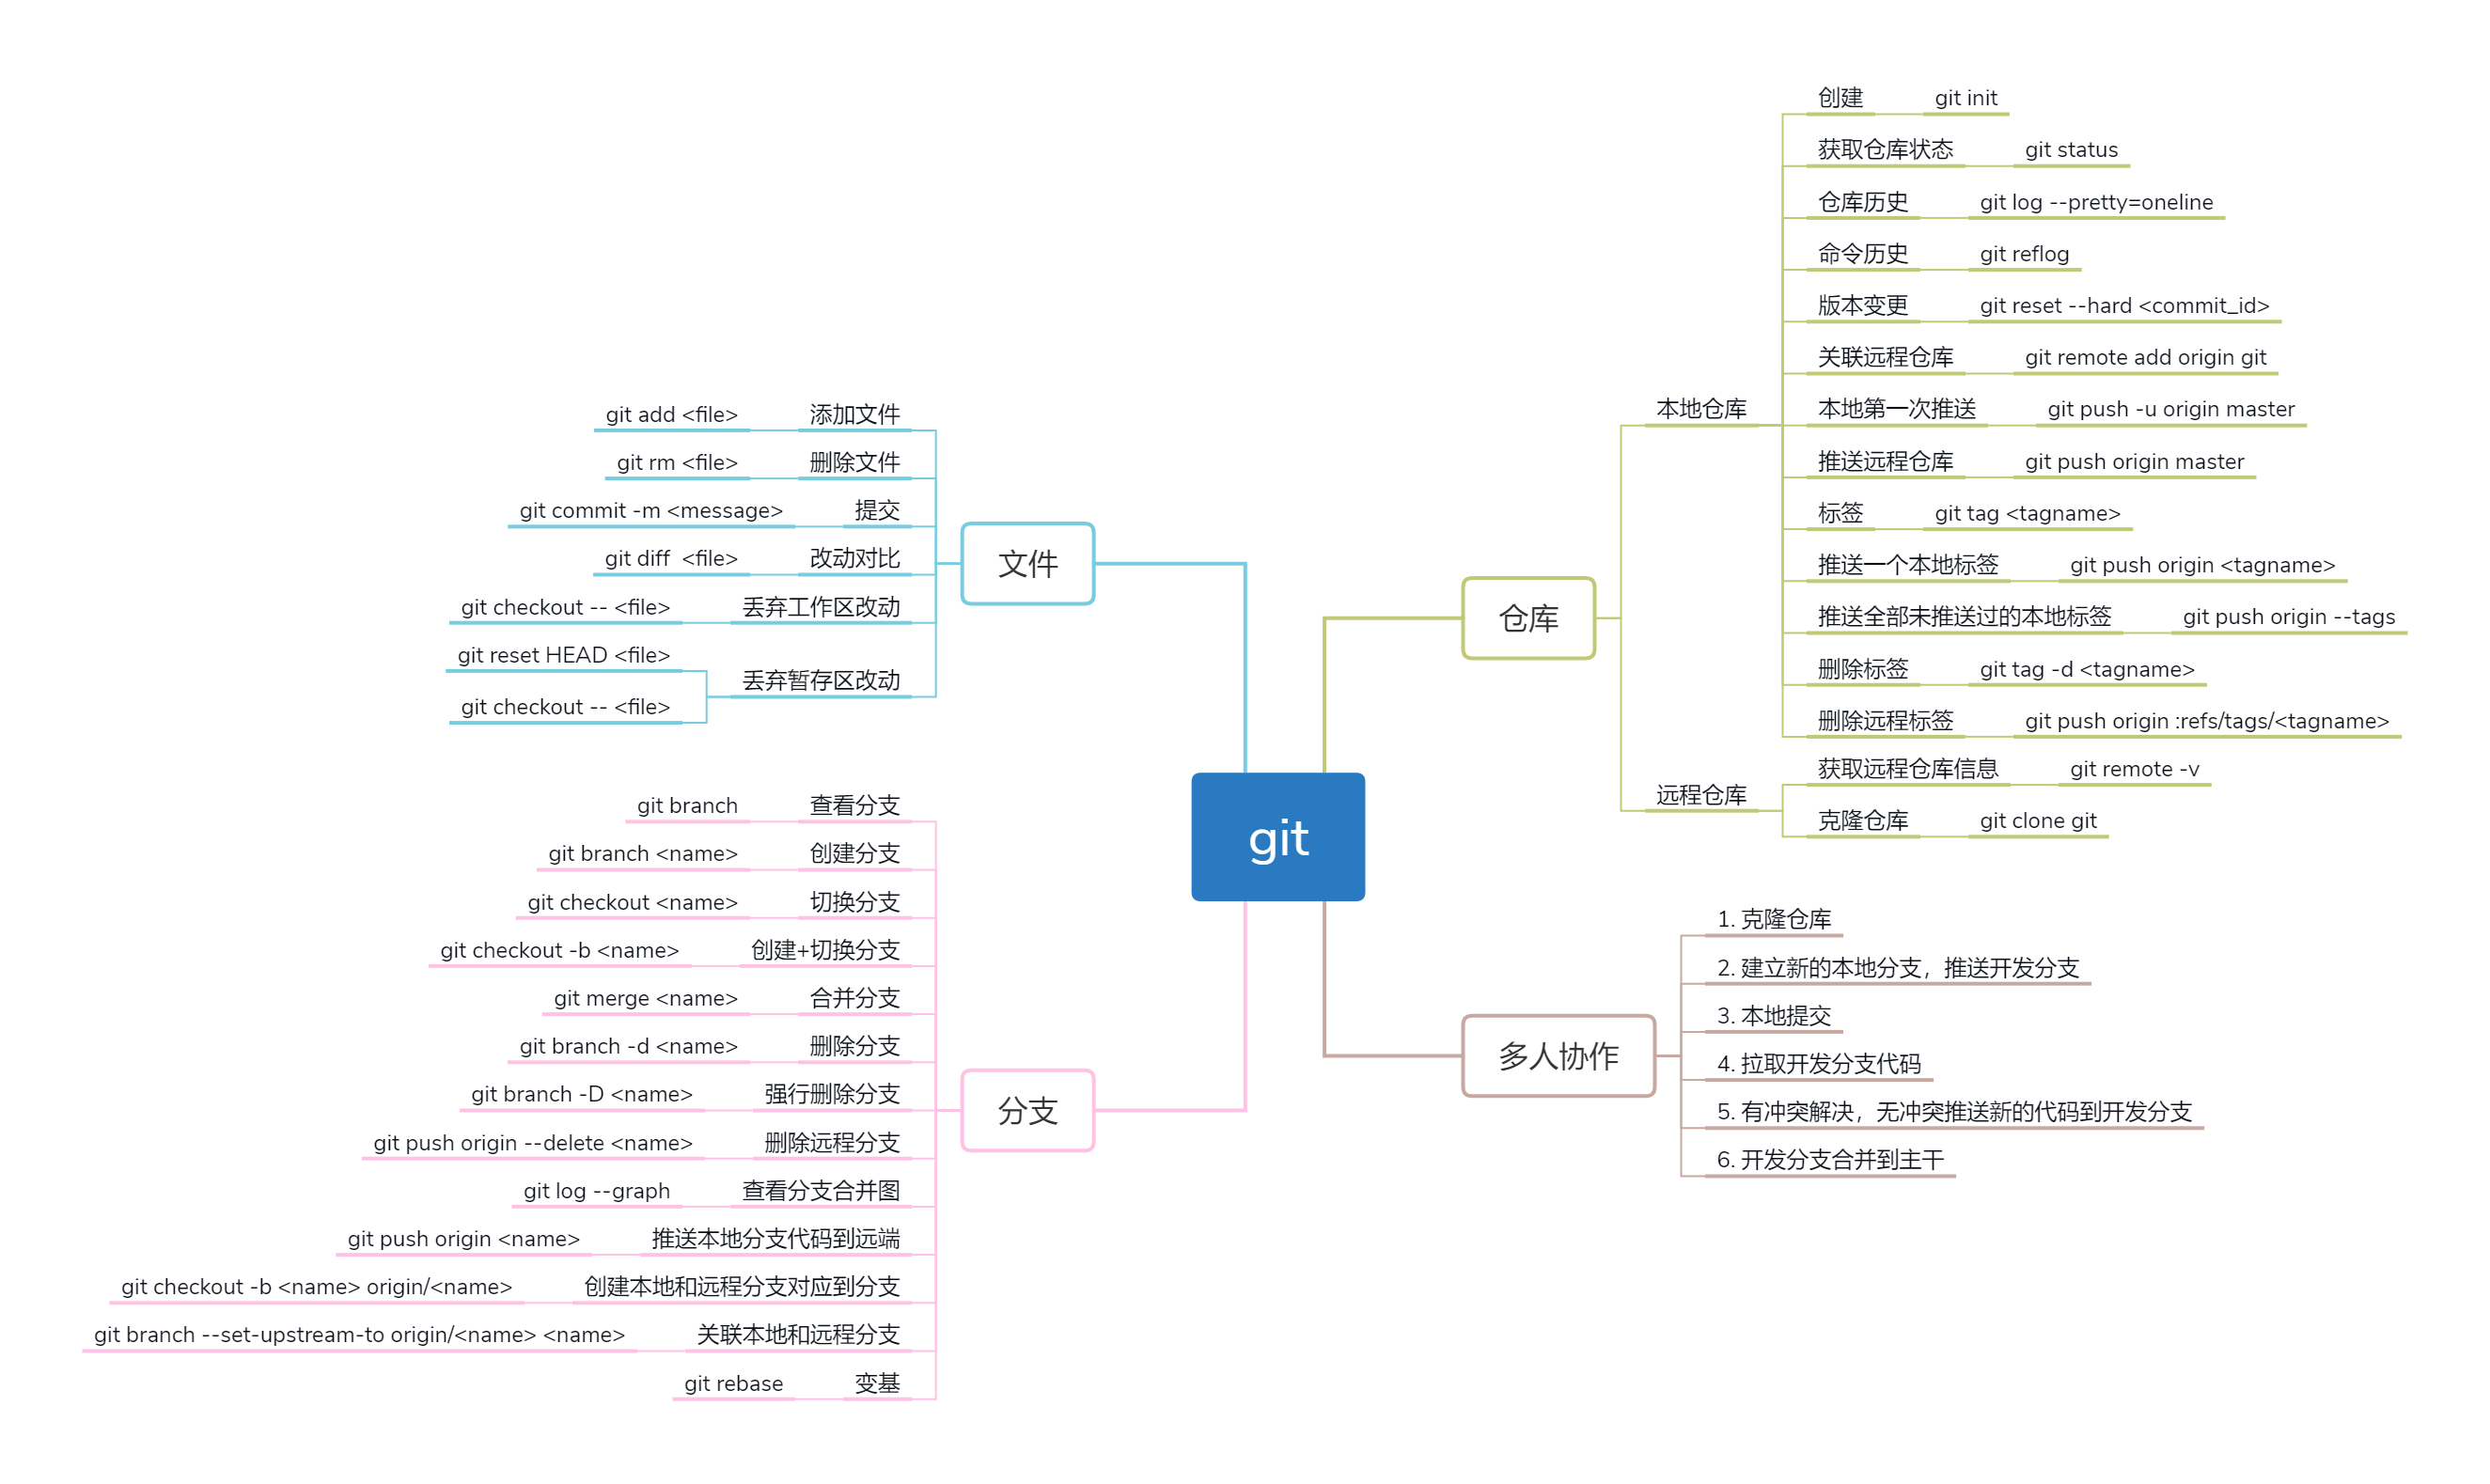 git
文件
添加文件 git add <file>
删除文件 git rm <file>
提交 git commit -m <message>
改动对比 git diff  <file>
丢弃工作区改动 git checkout -- <file>
丢弃暂存区改动
git reset HEAD <file>
git checkout -- <file>
分支
查看分支 git branch
创建分支 git branch <name>
切换分支 git checkout <name>
创建+切换分支 git checkout -b <name>
合并分支 git merge <name>
删除分支 git branch -d <name>
强行删除分支 git branch -D <name>
删除远程分支 git push origin --delete <name>
查看分支合并图 git log --graph
推送本地分支代码到远端 git push origin <name>
创建本地和远程分支对应到分支 git checkout -b <name> origin/<name>
关联本地和远程分支 git branch --set-upstream-to origin/<name> <name>
变基 git rebase
仓库
本地仓库
创建 git init
获取仓库状态 git status
仓库历史 git log --pretty=oneline
命令历史 git reflog
版本变更 git reset --hard <commit_id>
关联远程仓库 git remote add origin git
本地第一次推送 git push -u origin master
推送远程仓库 git push origin master
标签 git tag <tagname>
推送一个本地标签 git push origin <tagname>
推送全部未推送过的本地标签 git push origin --tags
删除标签 git tag -d <tagname>
删除远程标签 git push origin :refs/tags/<tagname>
远程仓库
获取远程仓库信息 git remote -v
克隆仓库 git clone git
多人协作
1. 克隆仓库
2. 建立新的本地分支，推送开发分支
3. 本地提交
4. 拉取开发分支代码
5. 有冲突解决，无冲突推送新的代码到开发分支
6. 开发分支合并到主干